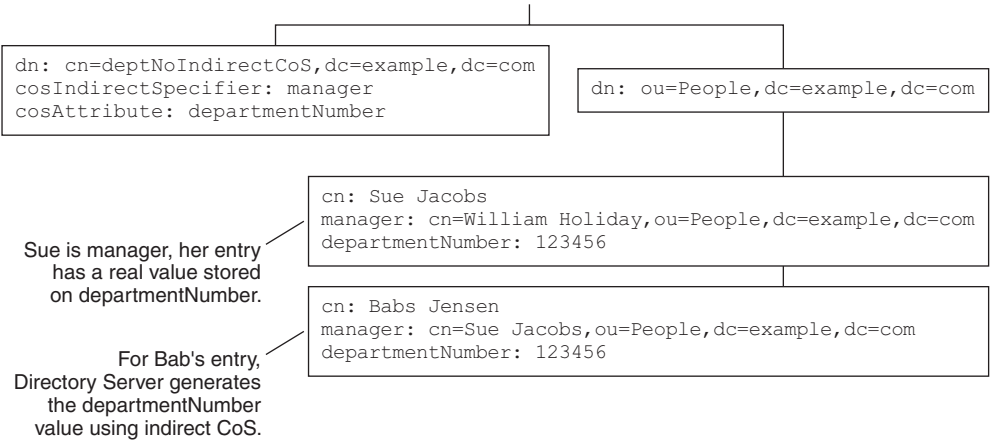 dn: cn=deptNoIndirectCoS,dc=example,dc=com
cosIndirectSpecifier: manager
cosAttribute: departmentNumber
dn: ou=People,dc=example,dc=com
cn: Sue Jacobs
manager: cn=William Holiday,ou=People,dc=example,dc=com
departmentNumber: 123456
Sue is manager, her entry
has a real value stored
on departmentNumber.
cn: Babs Jensen
manager: cn=Sue Jacobs,ou=People,dc=example,dc=com
departmentNumber: 123456
For Bab's entry,
Directory Server generates
the departmentNumber
value using indirect CoS.